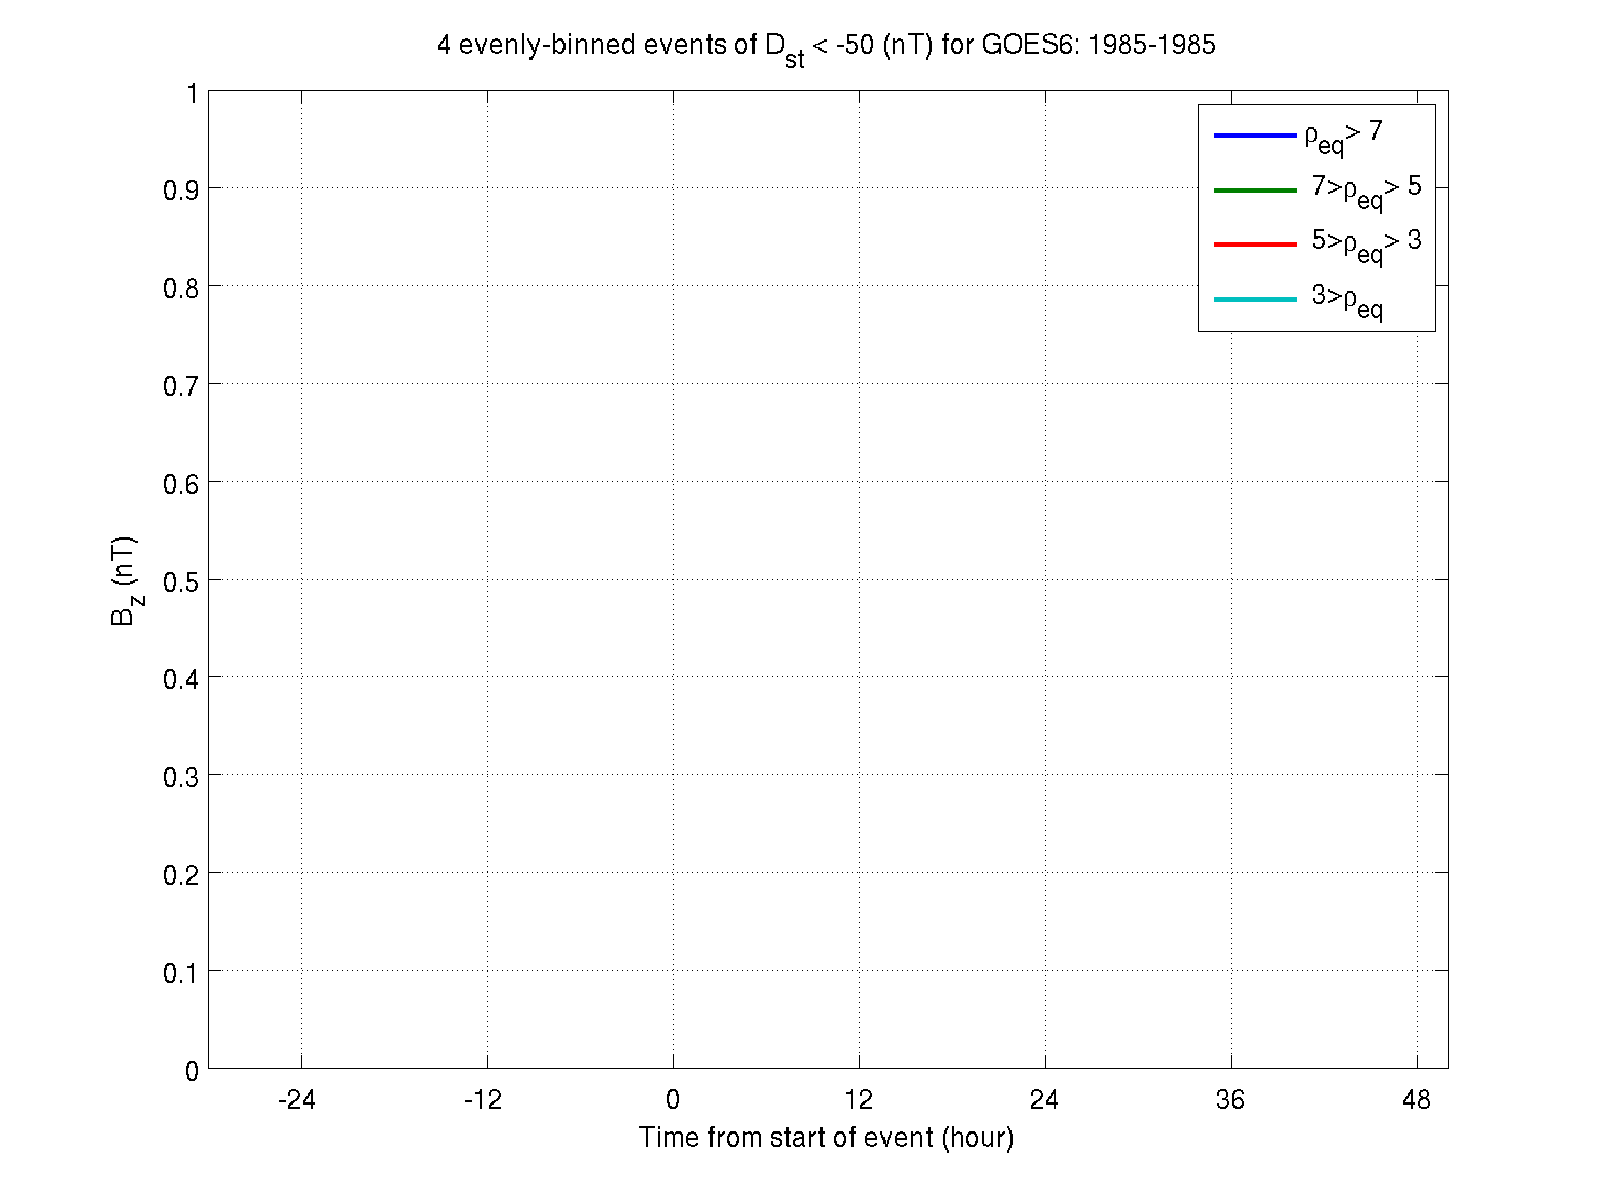 4 evenly-binned events of D_st < -50 (nT) for GOES6: 1985-1985
1
0.9
0.8
0.7
0.6
0.5
0.4
0.3
0.2
0.1
0
B_z (nT)
ρ_eq> 7
7>ρ_eq> 5
5>ρ_eq> 3
3>ρ_eq
-24 -12 0 12 24 36 48
Time from start of event (hour)